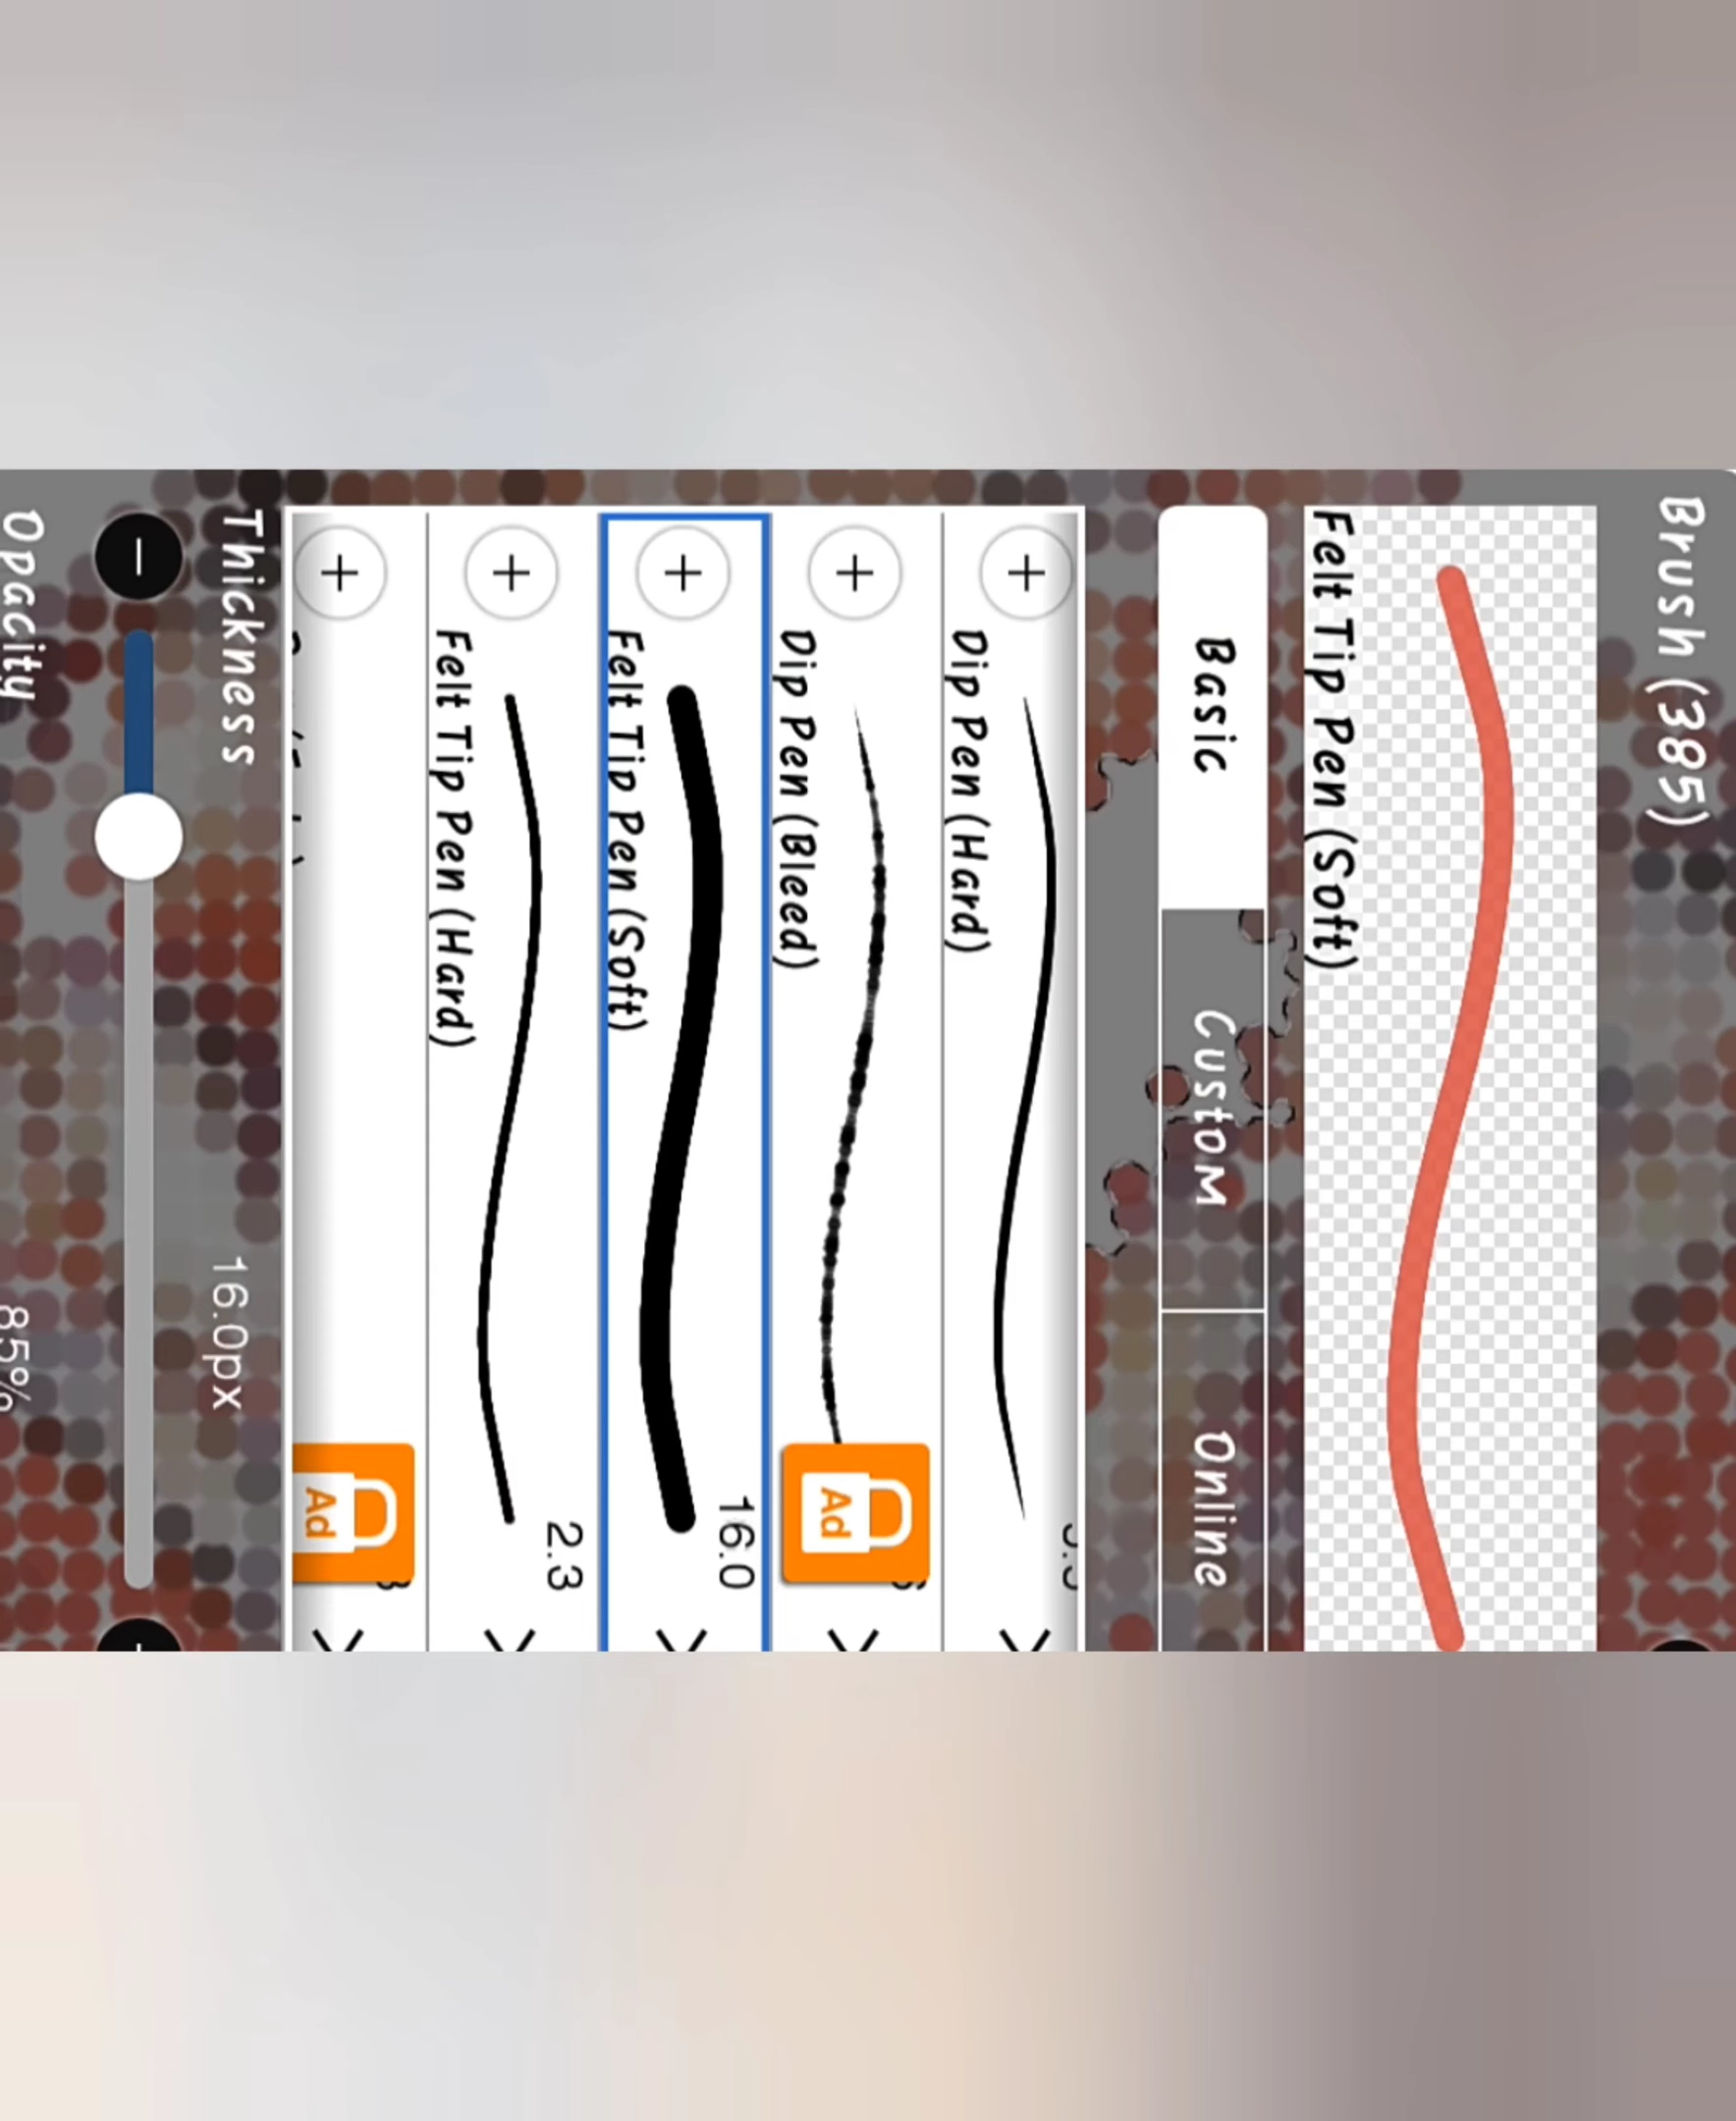 Brush (385)
Felt Tip Pen (Soft)
Basic
Custom
Online
Dip Pen (Hard)
Dip Pen (Bleed)
Ad
16.0
Felt Tip Pen (Soft)
2.3
Felt Tip Pen (Hard)
Ad
Thickness
16.0px
Opacity
85%